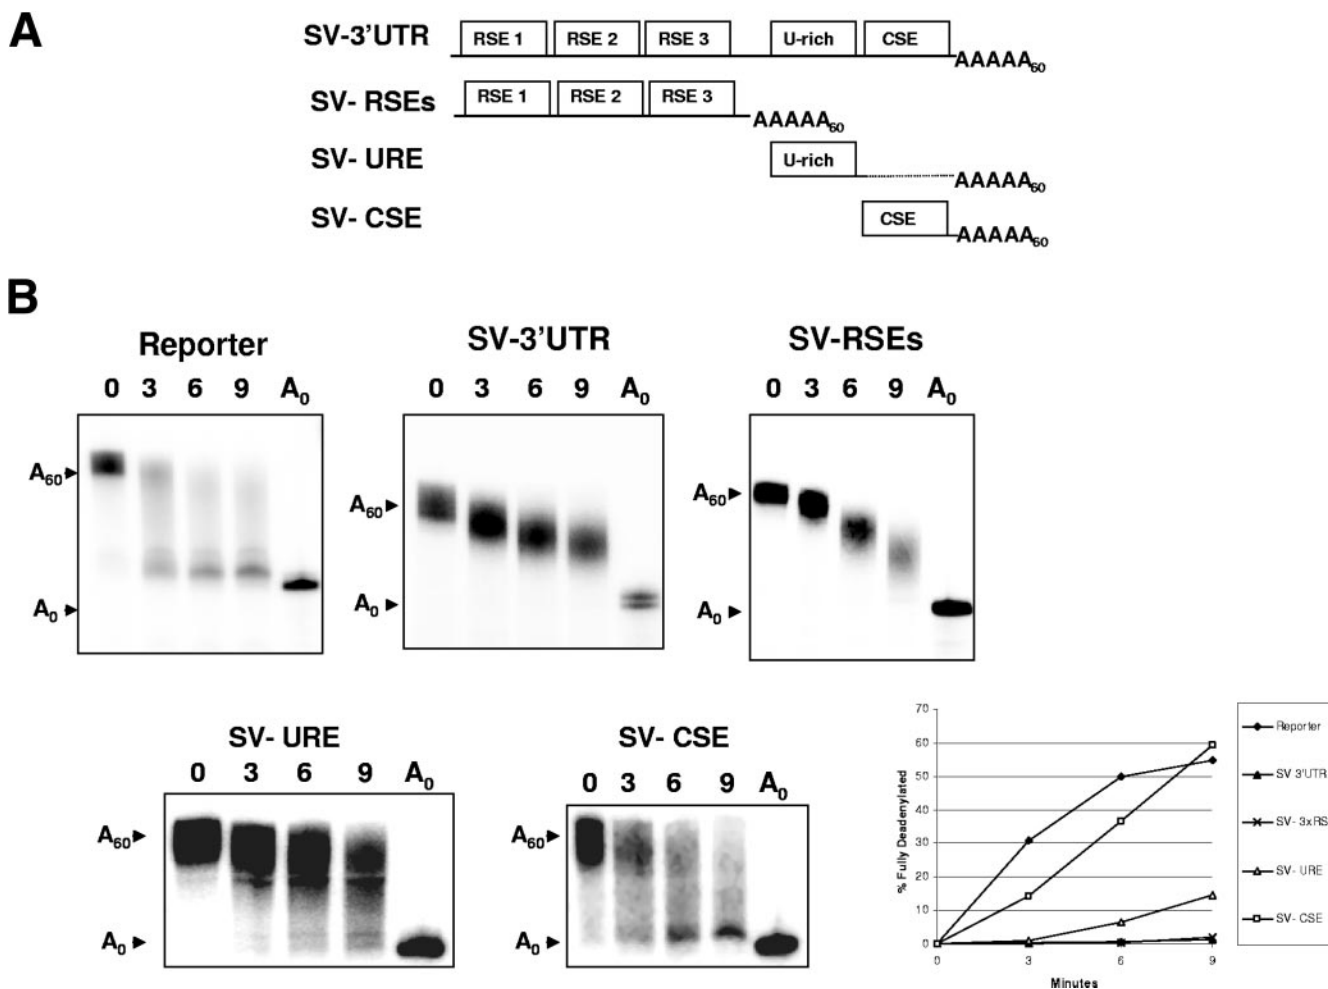 A
SV-3'UTR
RSE 1 RSE 2 RSE 3 U-rich CSE
AAAAA60
SV- RSEs
RSE 1 RSE 2 RSE 3
AAAAA60
SV- URE
U-rich
AAAAA60
SV- CSE
CSE
AAAAA60
B
Reporter
0 3 6 9 A0
A60
A0
SV-3'UTR
0 3 6 9 A0
A60
A0
SV-RSEs
0 3 6 9 A0
A60
A0
SV- URE
0 3 6 9 A0
A60
A0
SV- CSE
0 3 6 9 A0
A60
A0
% Fully Deadenylated
70
60
50
40
30
20
10
0
0 3 6 9
Minutes
Reporter
SV 3'UTR
SV- 3xRS
SV- URE
SV- CSE